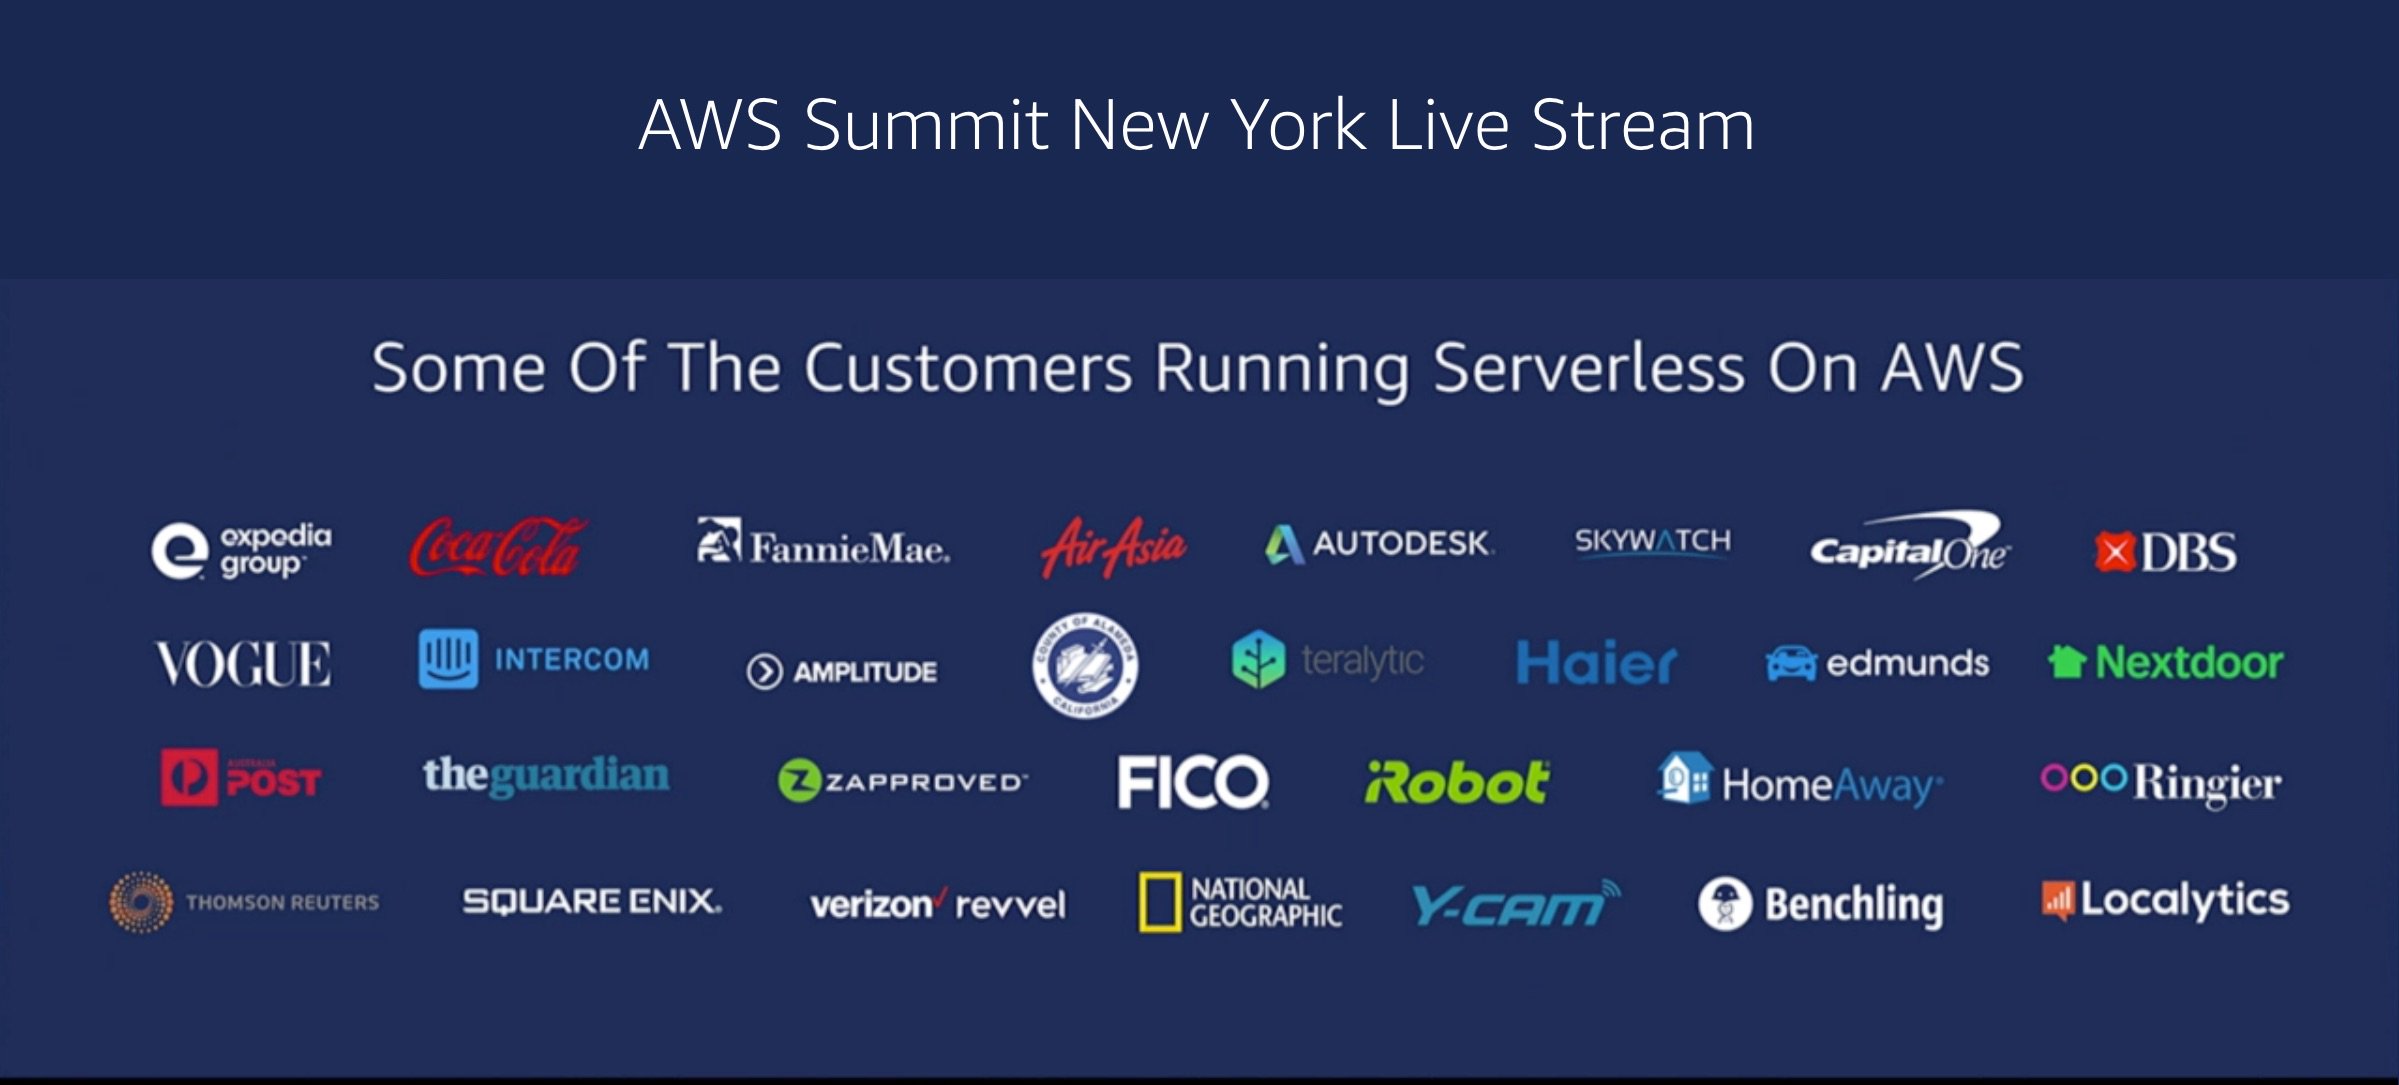 AWS Summit New York Live Stream
Some Of The Customers Running Serverless On AWS
expedia group™
Coca-Cola
FannieMae.
AirAsia
AUTODESK.
SKYWATCH
CapitalOne
DBS
VOGUE
INTERCOM
AMPLITUDE
COUNTY OF ALAMEDA
CALIFORNIA
teralytic
Haier
edmunds
Nextdoor
AUSTRALIA
POST
theguardian
Z ZAPPROVED™
FICO®
iRobot®
HomeAway®
Ringier
THOMSON REUTERS
SQUARE ENIX®
verizon✓ revvel
NATIONAL
GEOGRAPHIC
Y-cam
Benchling
Localytics